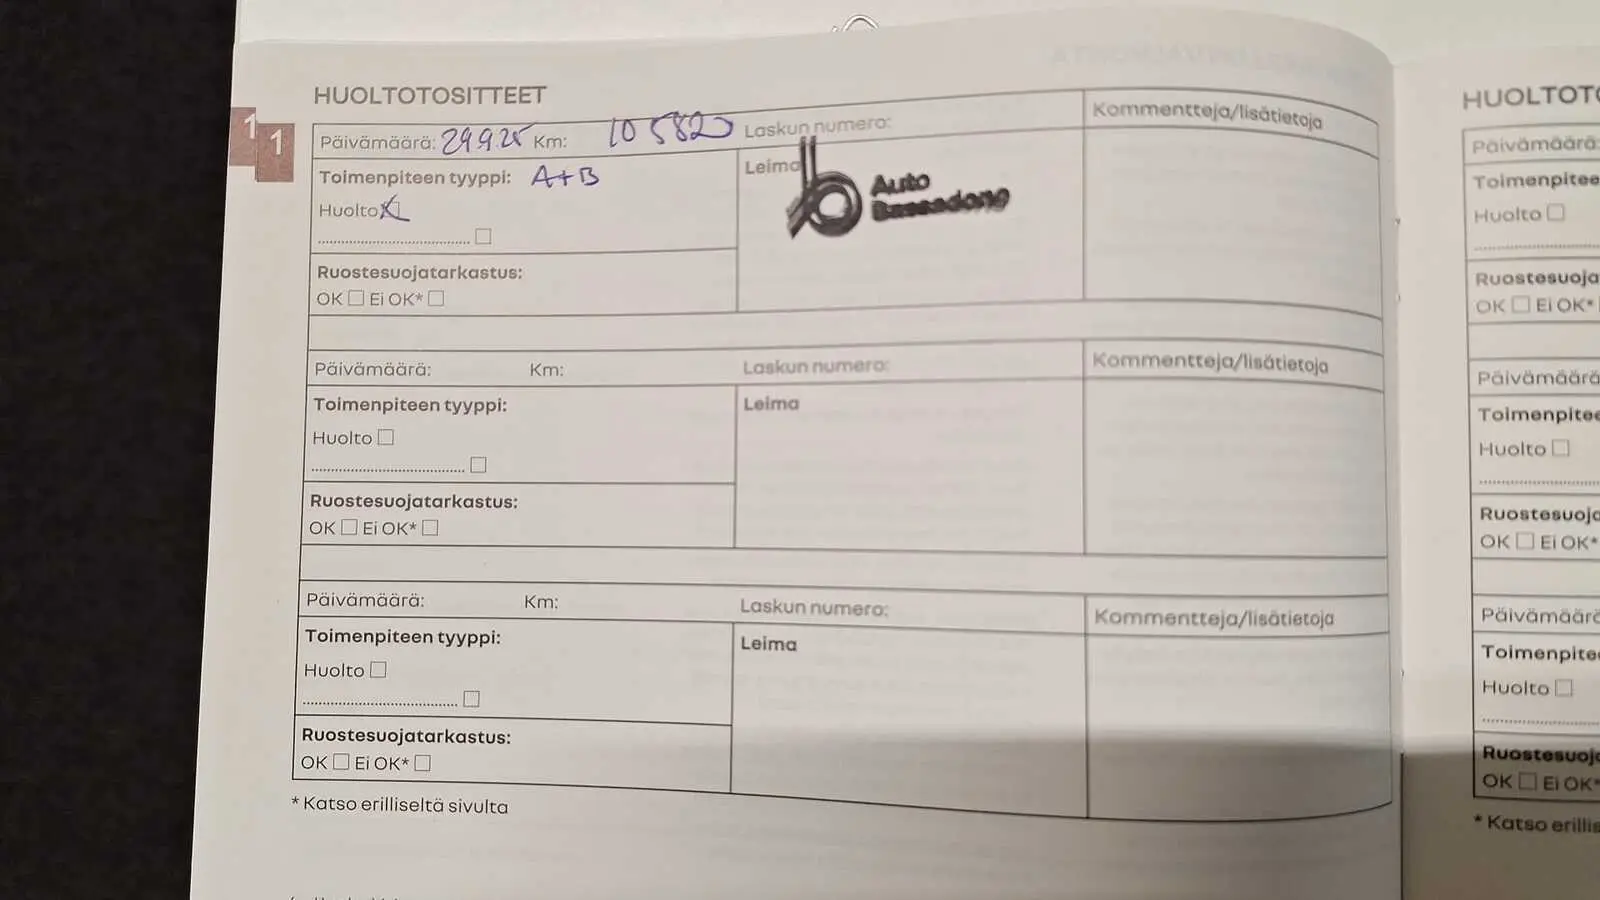 HUOLTOTOSITTEET
1
1
Päivämäärä: 29.9.25 Km: 105820 Laskun numero:
Kommentteja/lisätietoja
Toimenpiteen tyyppi: A+B
Leima
Auto
Bassadone
Huolto
Ruostesuojatarkastus:
OK Ei OK*
Päivämäärä: Km: Laskun numero: Kommentteja/lisätietoja
Toimenpiteen tyyppi: Leima
Huolto
Ruostesuojatarkastus:
OK Ei OK*
Päivämäärä: Km: Laskun numero: Kommentteja/lisätietoja
Toimenpiteen tyyppi: Leima
Huolto
Ruostesuojatarkastus:
OK Ei OK*
* Katso erilliseltä sivulta
HUOLTOT
Päivämäärä:
Toimenpitee
Huolto
Ruostesuoja
OK Ei OK*
Päivämäärä
Toimenpitee
Huolto
Ruostesuoja
OK Ei OK*
Päivämäärä
Toimenpitee
Huolto
Ruostesuoja
OK Ei OK*
* Katso erillis